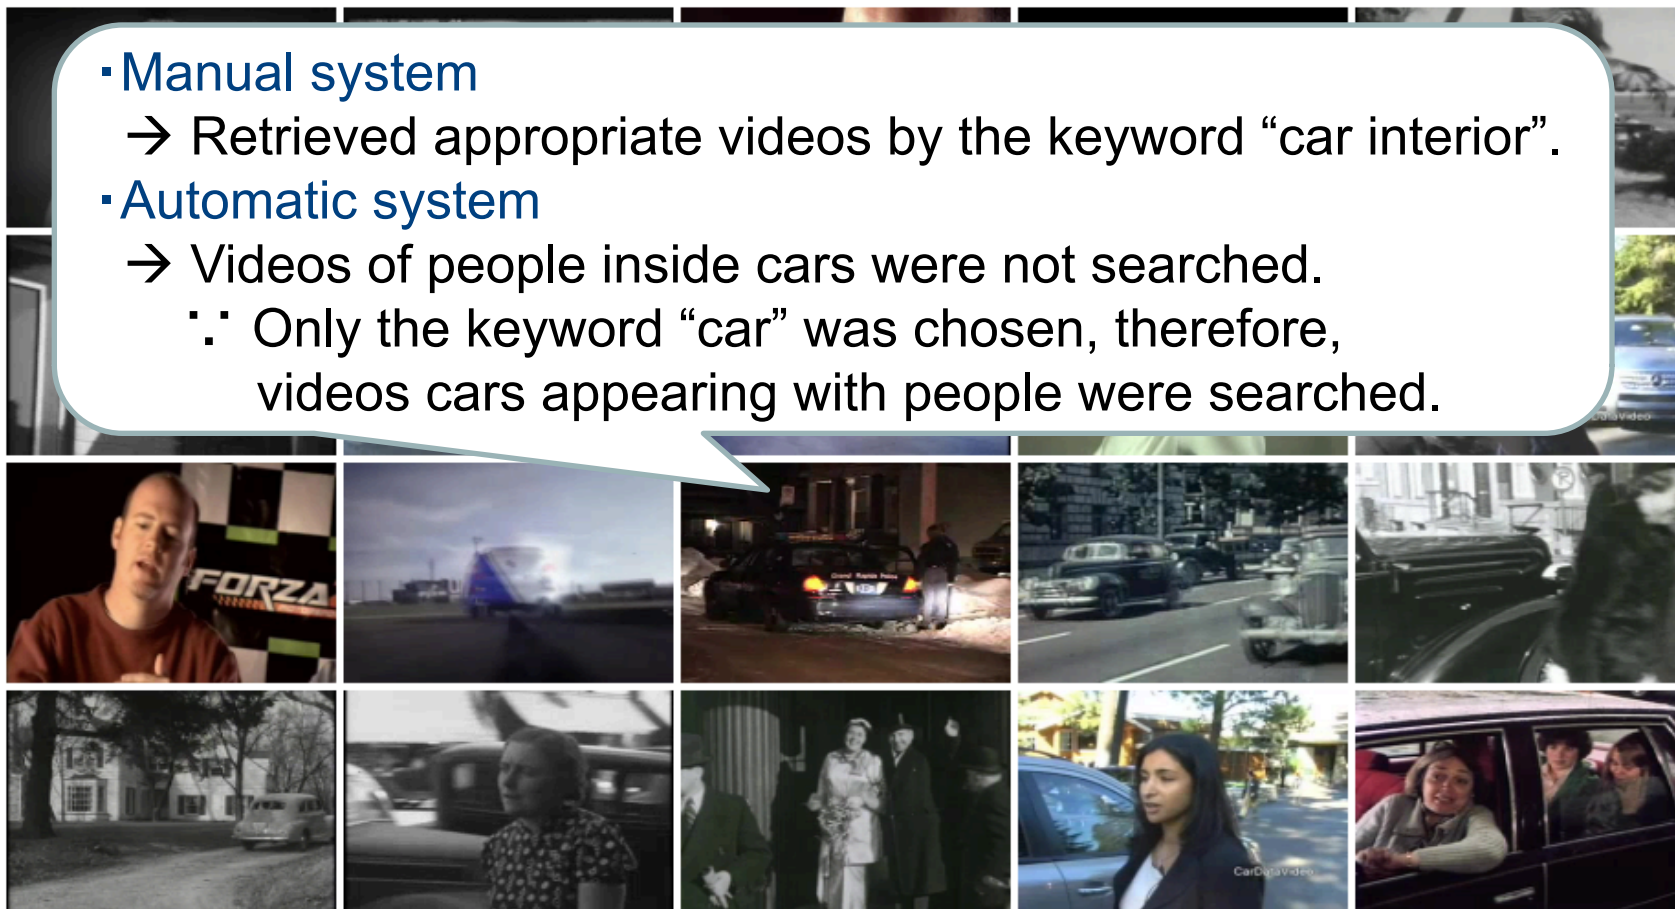 ▪Manual system
→ Retrieved appropriate videos by the keyword “car interior”.
▪Automatic system
→ Videos of people inside cars were not searched.
∵ Only the keyword “car” was chosen, therefore,
videos cars appearing with people were searched.
FORZA
CarDataVideo